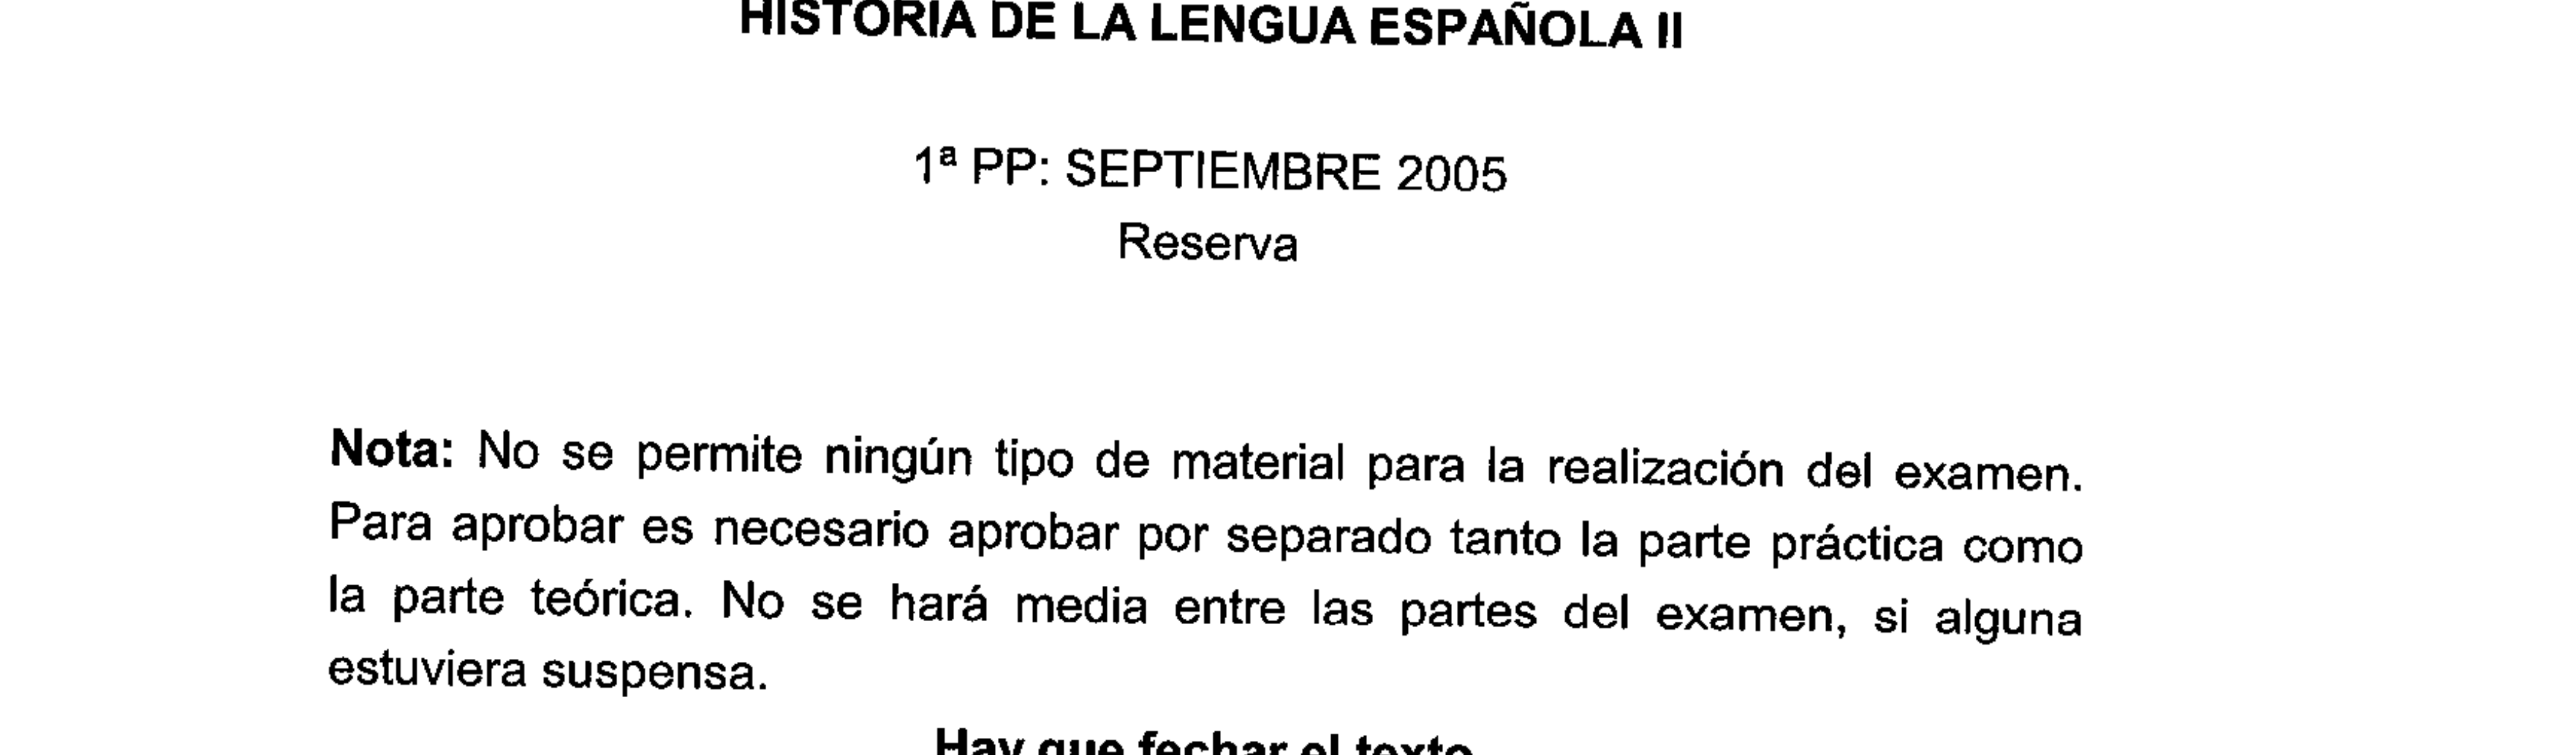 HISTORIA DE LA LENGUA ESPAÑOLA II
1ª PP: SEPTIEMBRE 2005
Reserva
Nota: No se permite ningún tipo de material para la realización del examen.
Para aprobar es necesario aprobar por separado tanto la parte práctica como
la parte teórica. No se hará media entre las partes del examen, si alguna
estuviera suspensa.
Hay que fechar el texto